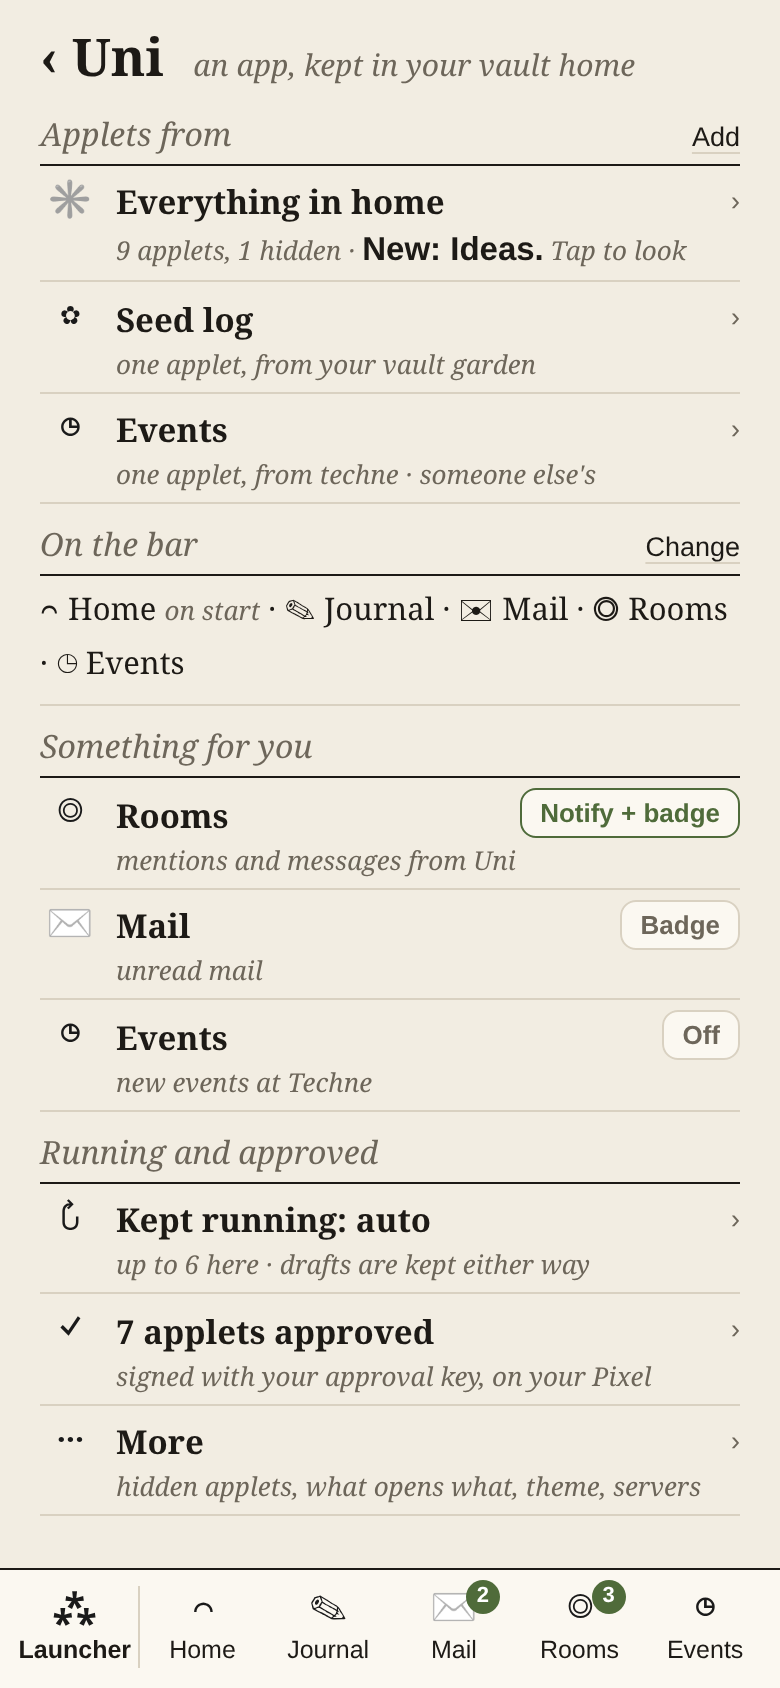 ‹ Uni an app, kept in your vault home
Applets from Add
Everything in home ›
9 applets, 1 hidden · New: Ideas. Tap to look
Seed log ›
one applet, from your vault garden
Events ›
one applet, from techne · someone else's
On the bar Change
Home on start · ✎ Journal · ✉ Mail · ◎ Rooms
· ◷ Events
Something for you
Rooms Notify + badge
mentions and messages from Uni
Mail Badge
unread mail
Events Off
new events at Techne
Running and approved
Kept running: auto ›
up to 6 here · drafts are kept either way
7 applets approved ›
signed with your approval key, on your Pixel
More ›
hidden applets, what opens what, theme, servers
2 3
Launcher Home Journal Mail Rooms Events